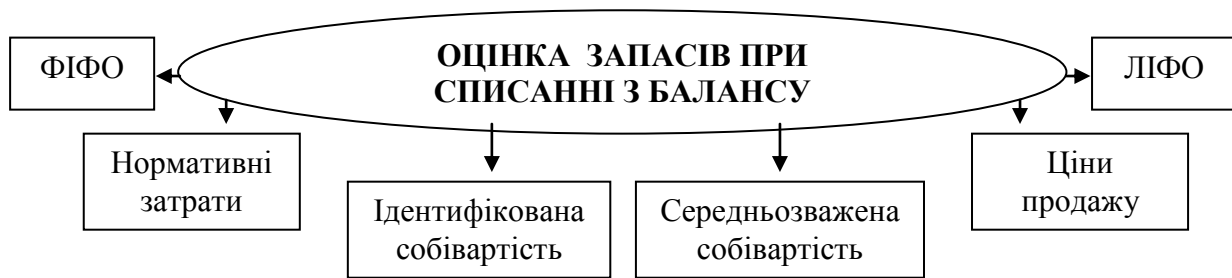 ФІФО
ОЦІНКА ЗАПАСІВ ПРИ
СПИСАННІ З БАЛАНСУ
ЛІФО
Нормативні
затрати
Ідентифікована
собівартість
Середньозважена
собівартість
Ціни
продажу